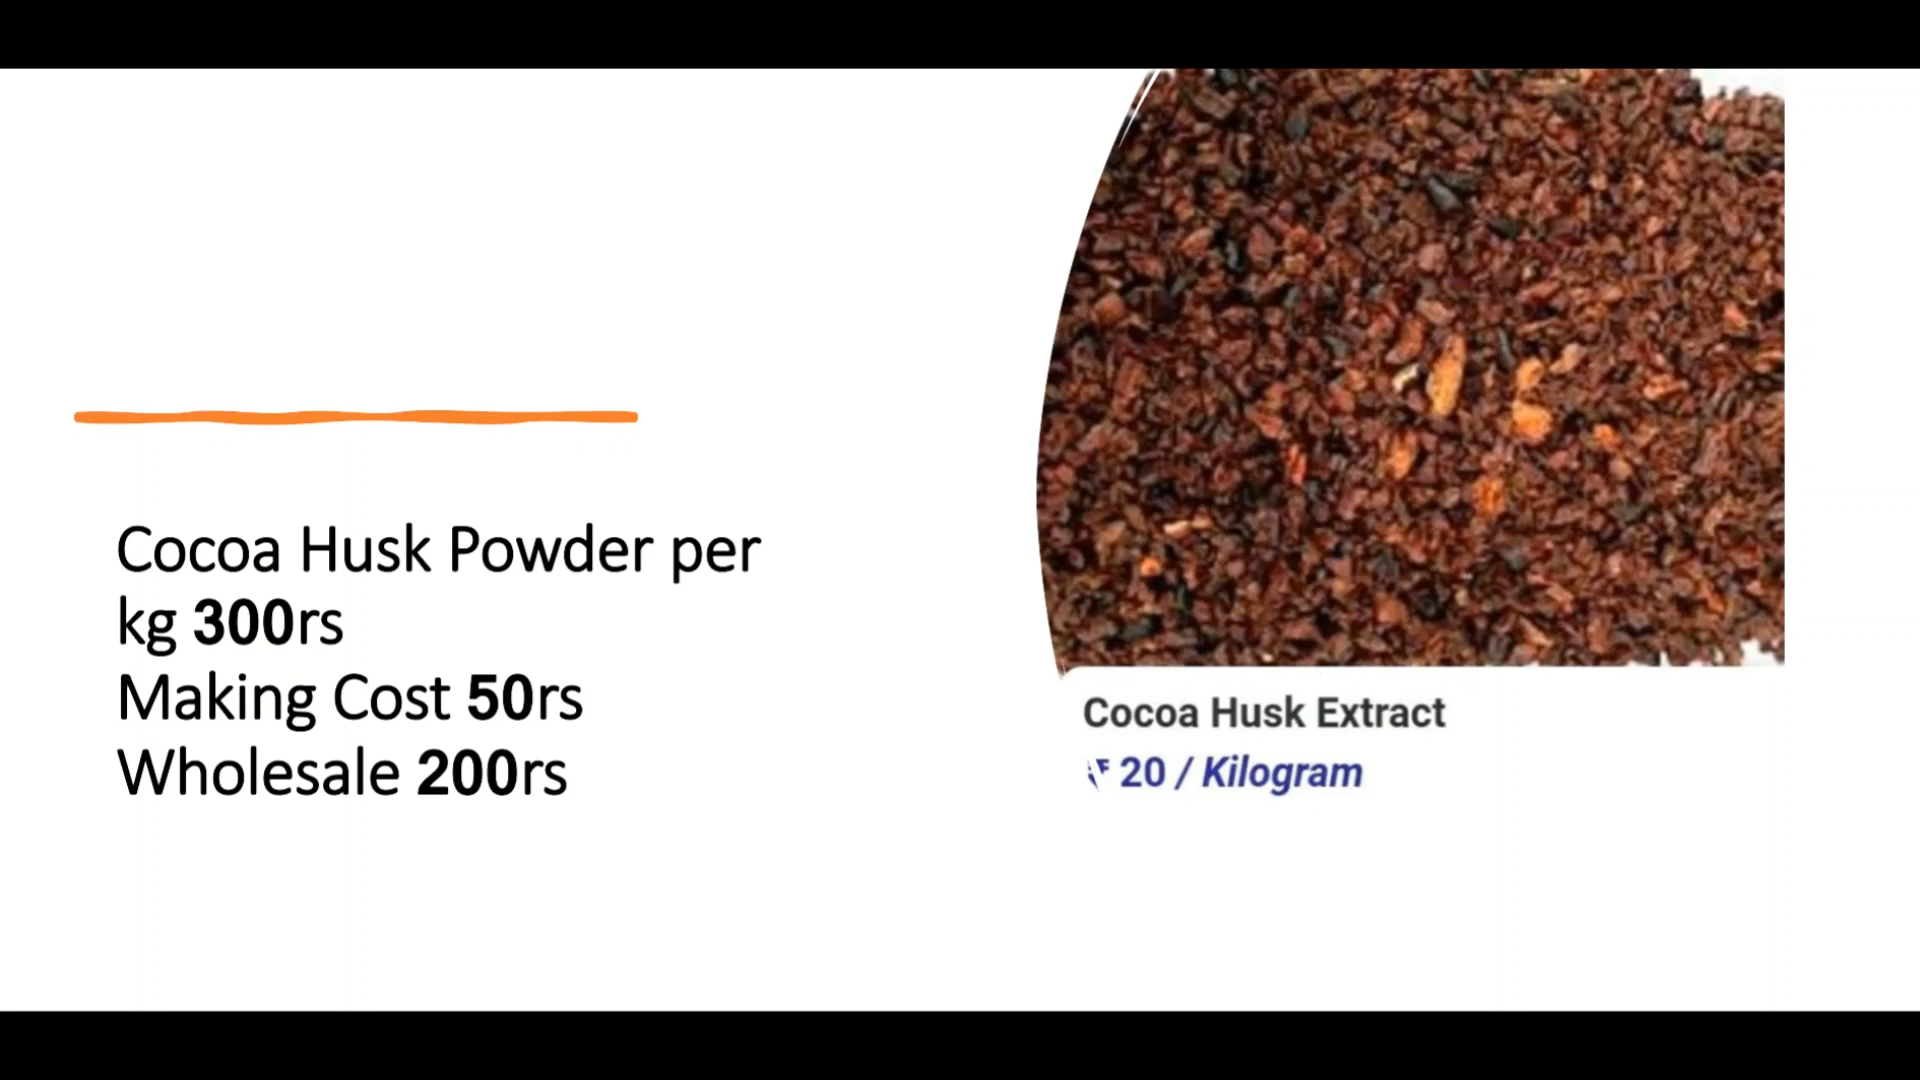 Cocoa Husk Powder per
kg 300rs
Making Cost 50rs
Wholesale 200rs
Cocoa Husk Extract
20 / Kilogram